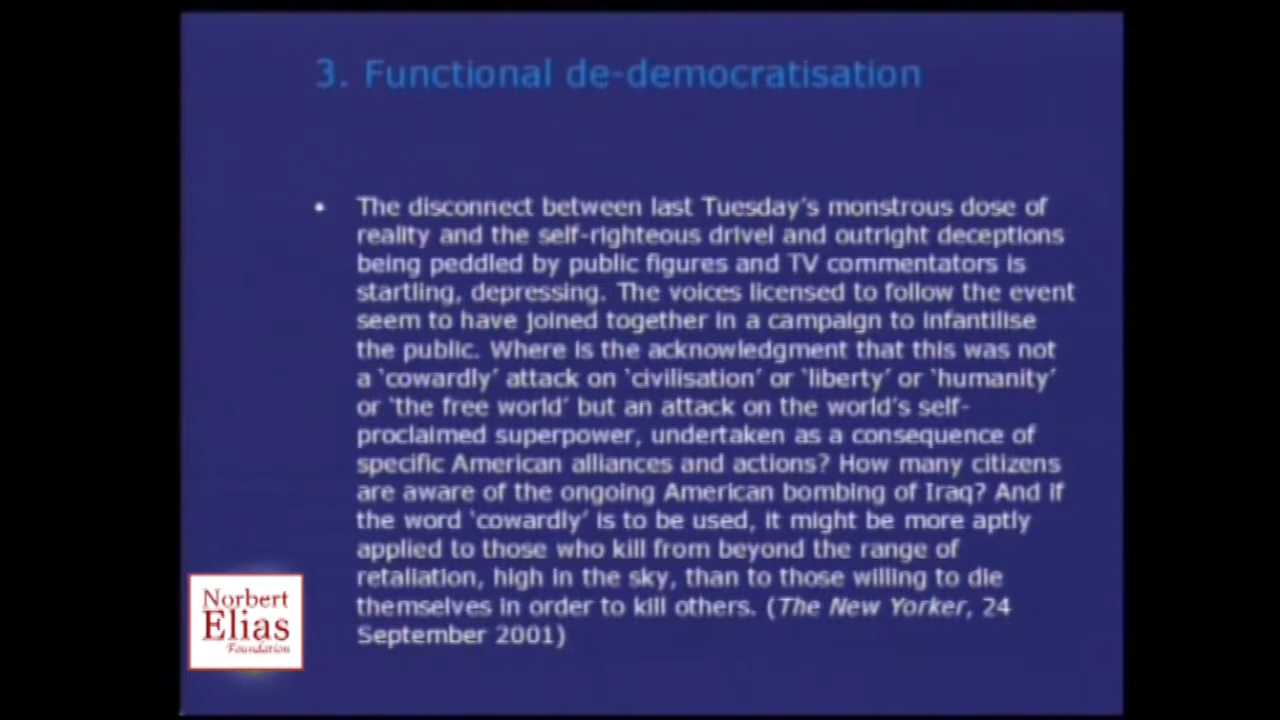 3. Functional de-democratisation
• The disconnect between last Tuesday's monstrous dose of
reality and the self-righteous drivel and outright deceptions
being peddled by public figures and TV commentators is
startling, depressing. The voices licensed to follow the event
seem to have joined together in a campaign to infantilise
the public. Where is the acknowledgment that this was not
a 'cowardly' attack on 'civilisation' or 'liberty' or 'humanity'
or 'the free world' but an attack on the world's self-
proclaimed superpower, undertaken as a consequence of
specific American alliances and actions? How many citizens
are aware of the ongoing American bombing of Iraq? And if
the word 'cowardly' is to be used, it might be more aptly
applied to those who kill from beyond the range of
retaliation, high in the sky, than to those willing to die
themselves in order to kill others. (The New Yorker, 24
September 2001)
Norbert
Elias
Foundation